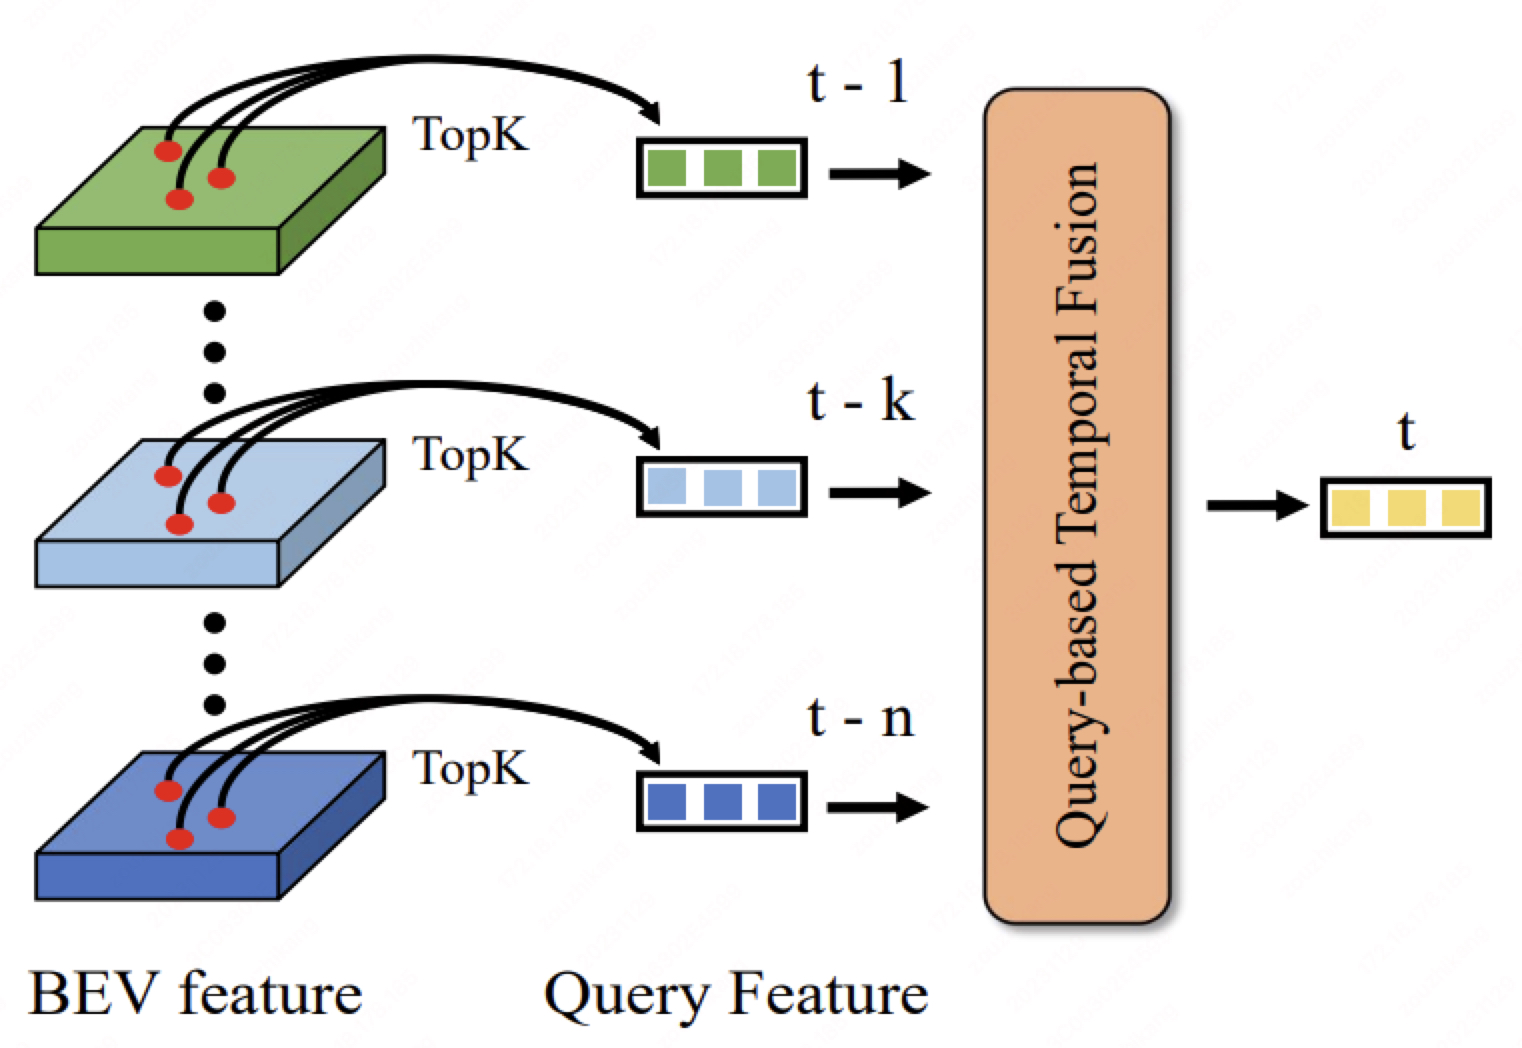 t - 1
TopK
t - k
TopK
t
t - n
TopK
Query-based Temporal Fusion
BEV feature
Query Feature